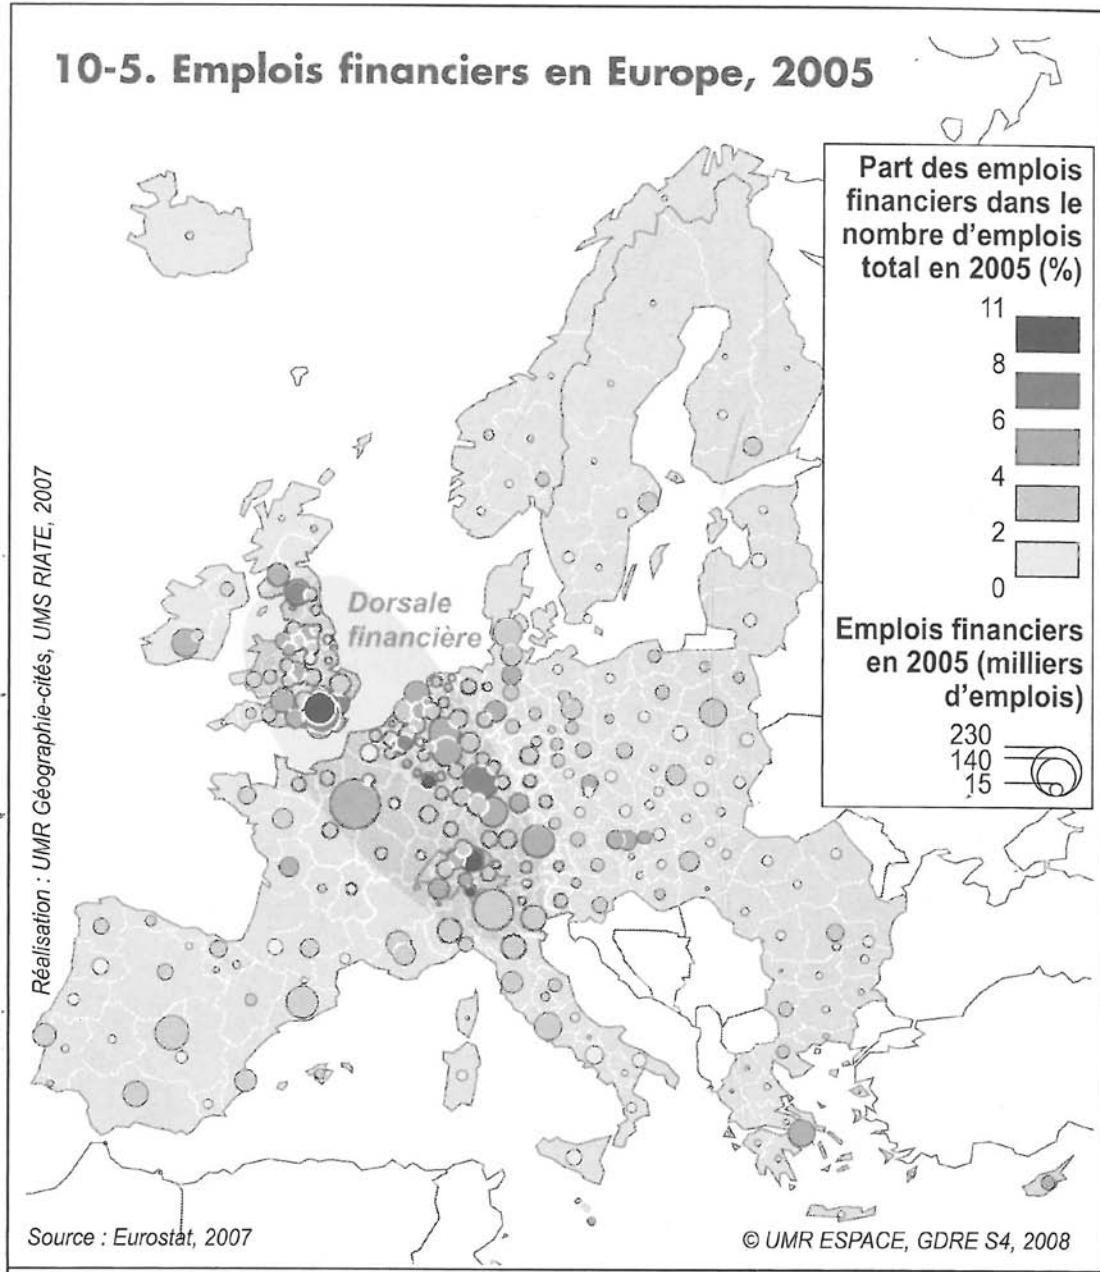 10-5. Emplois financiers en Europe, 2005
Part des emplois
financiers dans le
nombre d'emplois
total en 2005 (%)
11
8
6
4
2
0
Emplois financiers
en 2005 (milliers
d'emplois)
230
140
15
Dorsale
financière
Réalisation : UMR Géographie-cités, UMS RIATE, 2007
Source : Eurostat, 2007
© UMR ESPACE, GDRE S4, 2008